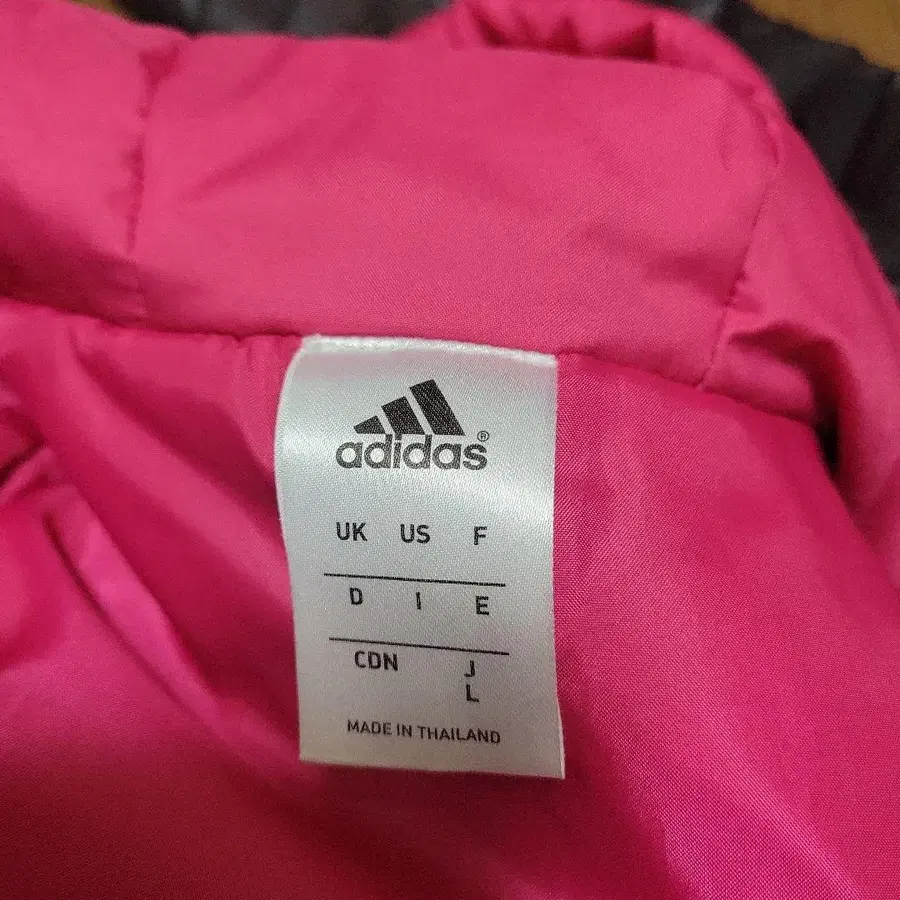 adidas®
UK US F
D I E
CDN J
L
MADE IN THAILAND